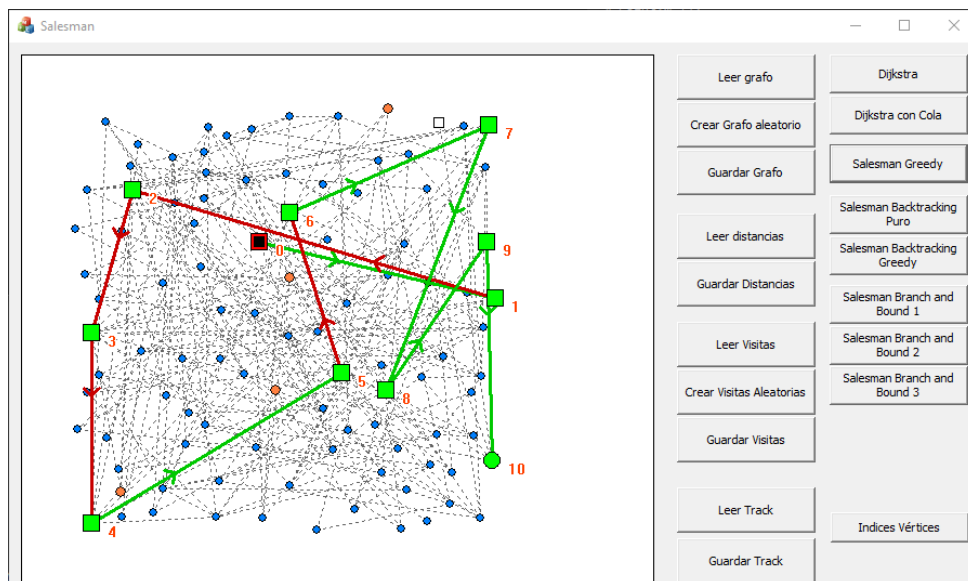 Salesman
Leer grafo
Dijkstra
Crear Grafo aleatorio
Dijkstra con Cola
Salesman Greedy
Guardar Grafo
Salesman Backtracking
Puro
Leer distancias
Salesman Backtracking
Greedy
Guardar Distancias
Salesman Branch and
Bound 1
Leer Visitas
Salesman Branch and
Bound 2
Crear Visitas Aleatorias
Salesman Branch and
Bound 3
Guardar Visitas
Leer Track
Indices Vértices
Guardar Track
7
2
6
0
9
1
3
5
8
10
4